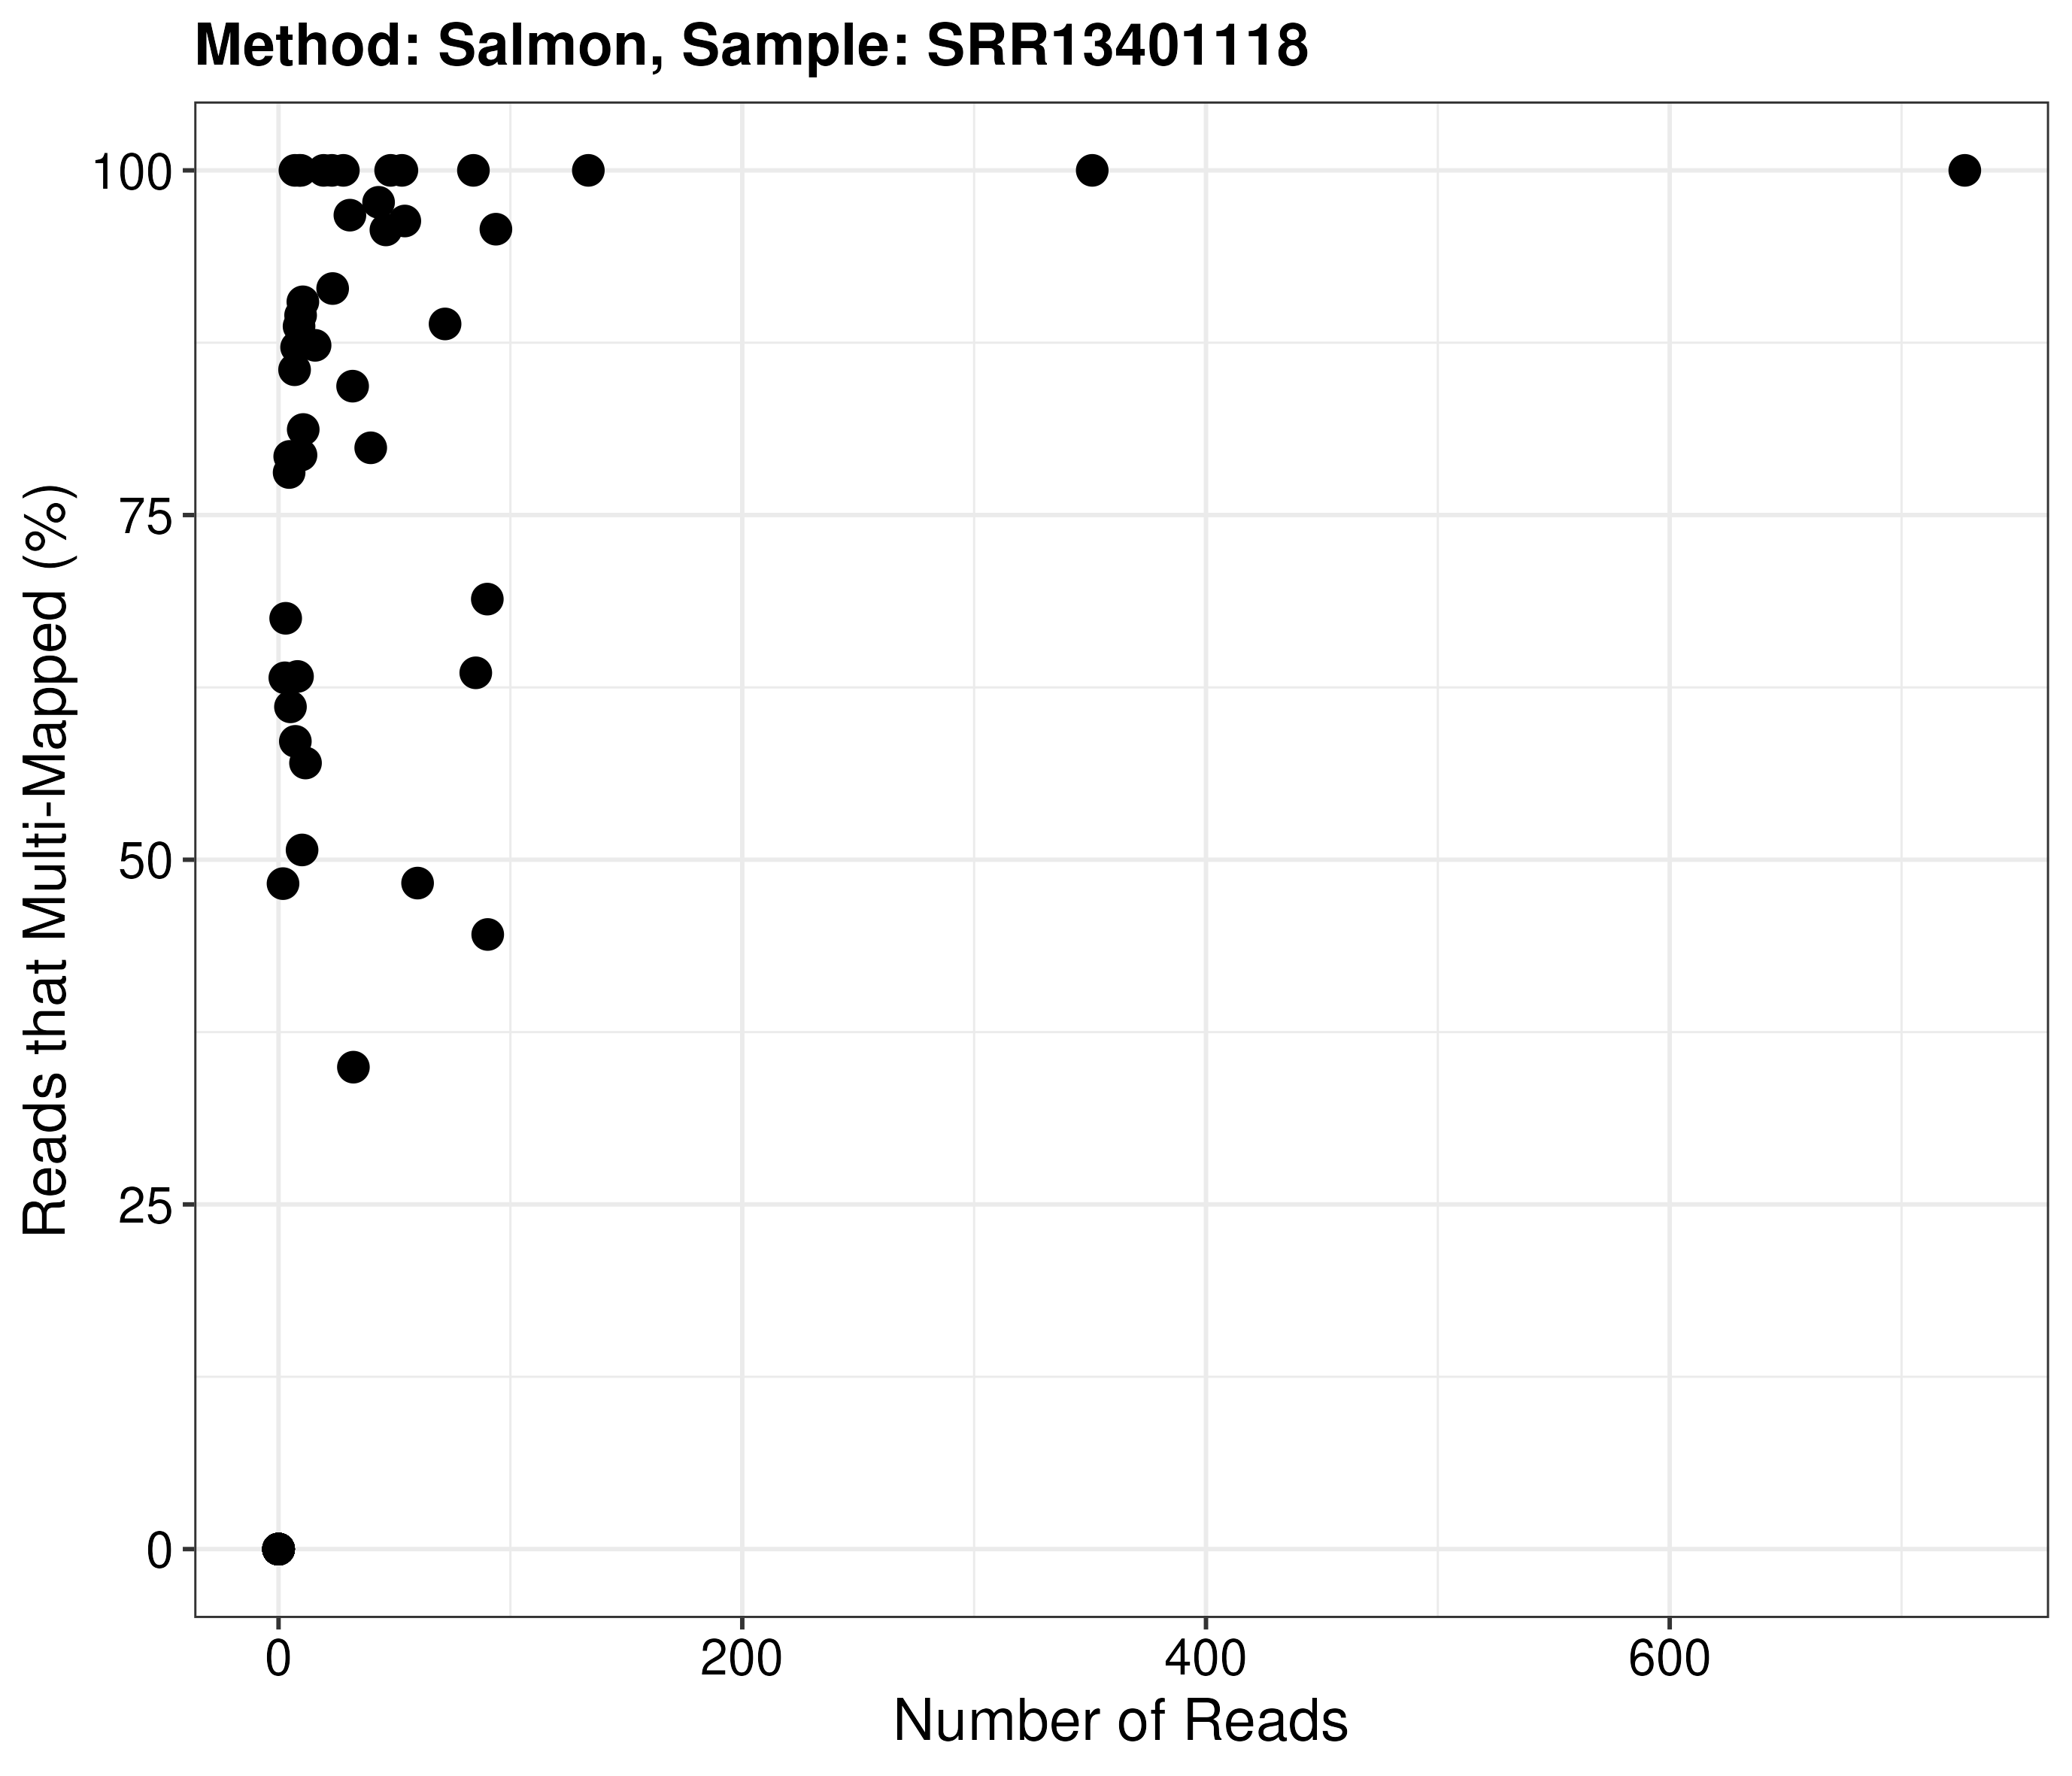 Method: Salmon, Sample: SRR13401118
Reads that Multi-Mapped (%)
100
75
50
25
0
0 200 400 600
Number of Reads